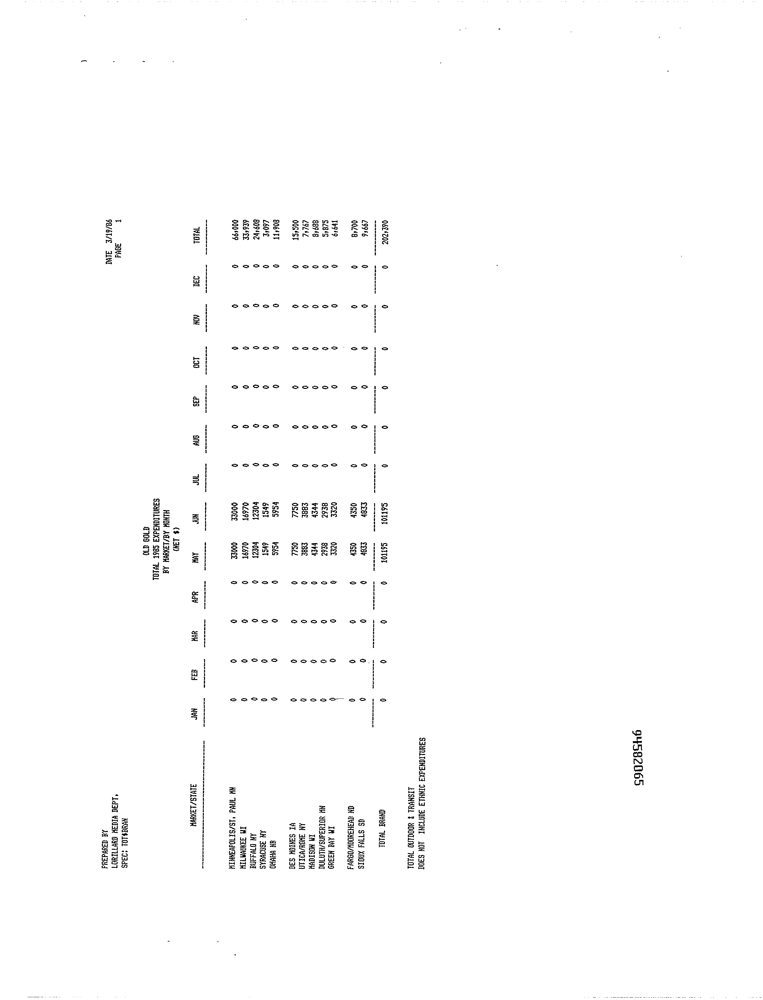 PREPARED BY DATE 3/19/86
LORILLARD MEDIA DEPT. PAGE 1
SPEC: TOT$BRAN
OLD GOLD
TOTAL 1985 EXPENDITURES
BY MARKET/BY MONTH
(NET $)
MARKET/STATE JAN FEB MAR APR MAY JUN JUL AUG SEP OCT NOV DEC TOTAL
MINNEAPOLIS/ST. PAUL MN 0 0 0 0 33000 33000 0 0 0 0 0 0 66,000
MILWAUKEE WI 0 0 0 0 16970 16970 0 0 0 0 0 0 33,939
BUFFALO NY 0 0 0 0 12304 12304 0 0 0 0 0 0 24,608
SYRACUSE NY 0 0 0 0 1549 1549 0 0 0 0 0 0 3,097
OMAHA NB 0 0 0 0 5954 5954 0 0 0 0 0 0 11,908
DES MOINES IA 0 0 0 0 7750 7750 0 0 0 0 0 0 15,500
UTICA/ROME NY 0 0 0 0 3883 3883 0 0 0 0 0 0 7,767
MADISON WI 0 0 0 0 4344 4344 0 0 0 0 0 0 8,688
DULUTH/SUPERIOR MN 0 0 0 0 2938 2938 0 0 0 0 0 0 5,875
GREEN BAY WI 0 0 0 0 3320 3320 0 0 0 0 0 0 6,641
FARGO/MOOREHEAD ND 0 0 0 0 4350 4350 0 0 0 0 0 0 8,700
SIOUX FALLS SD 0 0 0 0 4833 4833 0 0 0 0 0 0 9,667
TOTAL BRAND 0 0 0 0 101195 101195 0 0 0 0 0 0 202,390
TOTAL OUTDOOR & TRANSIT
DOES NOT INCLUDE ETHNIC EXPENDITURES
94582065